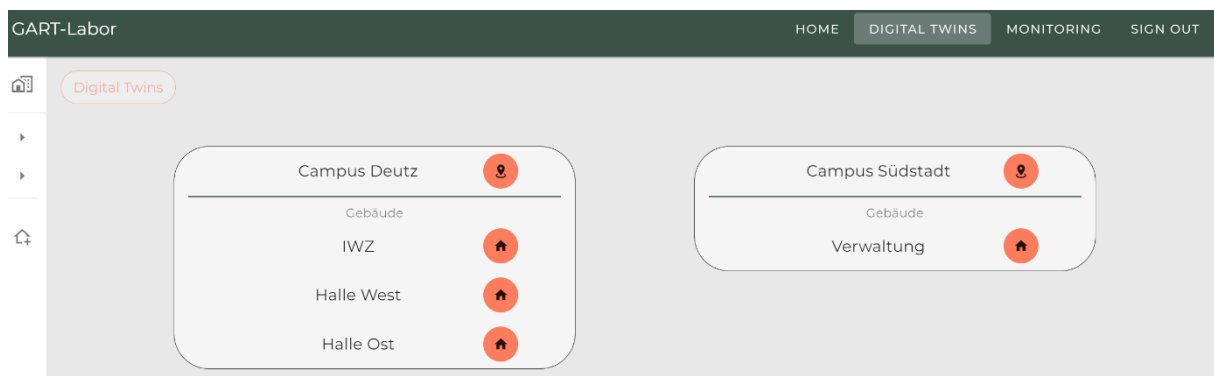 GART-Labor HOME DIGITAL TWINS MONITORING SIGN OUT
Digital Twins
Campus Deutz
Gebäude
IWZ
Halle West
Halle Ost
Campus Südstadt
Gebäude
Verwaltung